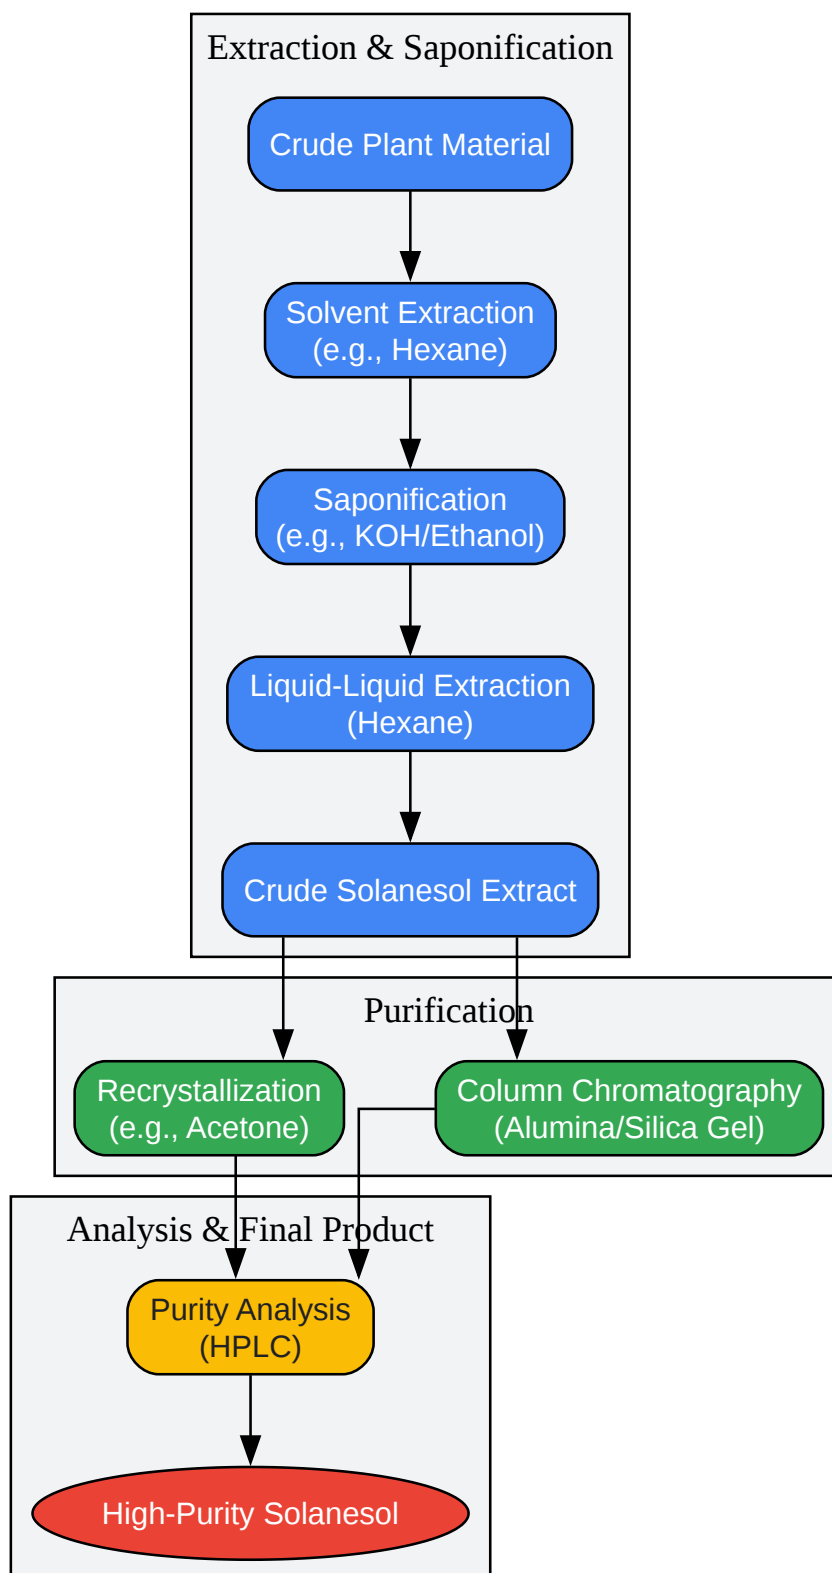 Extraction & Saponification
Crude Plant Material
Solvent Extraction
(e.g., Hexane)
Saponification
(e.g., KOH/Ethanol)
Liquid-Liquid Extraction
(Hexane)
Crude Solanesol Extract
Purification
Recrystallization
(e.g., Acetone)
Column Chromatography
(Alumina/Silica Gel)
Analysis & Final Product
Purity Analysis
(HPLC)
High-Purity Solanesol